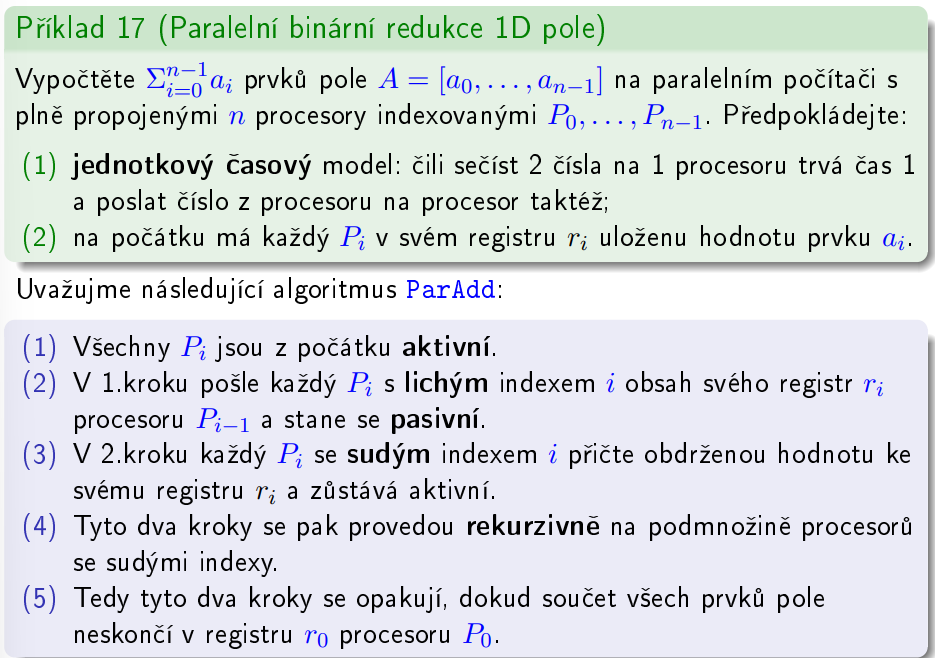 Příklad 17 (Paralelní binární redukce 1D pole)
Vypočtěte Σ_{i=0}^{n−1} a_i prvků pole A = [a_0, . . . , a_{n−1}] na paralelním počítači s
plně propojenými n procesory indexovanými P_0, . . . , P_{n−1}. Předpokládejte:
(1) jednotkový časový model: čili sečíst 2 čísla na 1 procesoru trvá čas 1
a poslat číslo z procesoru na procesor taktéž;
(2) na počátku má každý P_i v svém registru r_i uloženu hodnotu prvku a_i.
Uvažujme následující algoritmus ParAdd:
(1) Všechny P_i jsou z počátku aktivní.
(2) V 1.kroku pošle každý P_i s lichým indexem i obsah svého registr r_i
procesoru P_{i−1} a stane se pasivní.
(3) V 2.kroku každý P_i se sudým indexem i přičte obdrženou hodnotu ke
svému registru r_i a zůstává aktivní.
(4) Tyto dva kroky se pak provedou rekurzivně na podmnožině procesorů
se sudými indexy.
(5) Tedy tyto dva kroky se opakují, dokud součet všech prvků pole
neskončí v registru r_0 procesoru P_0.